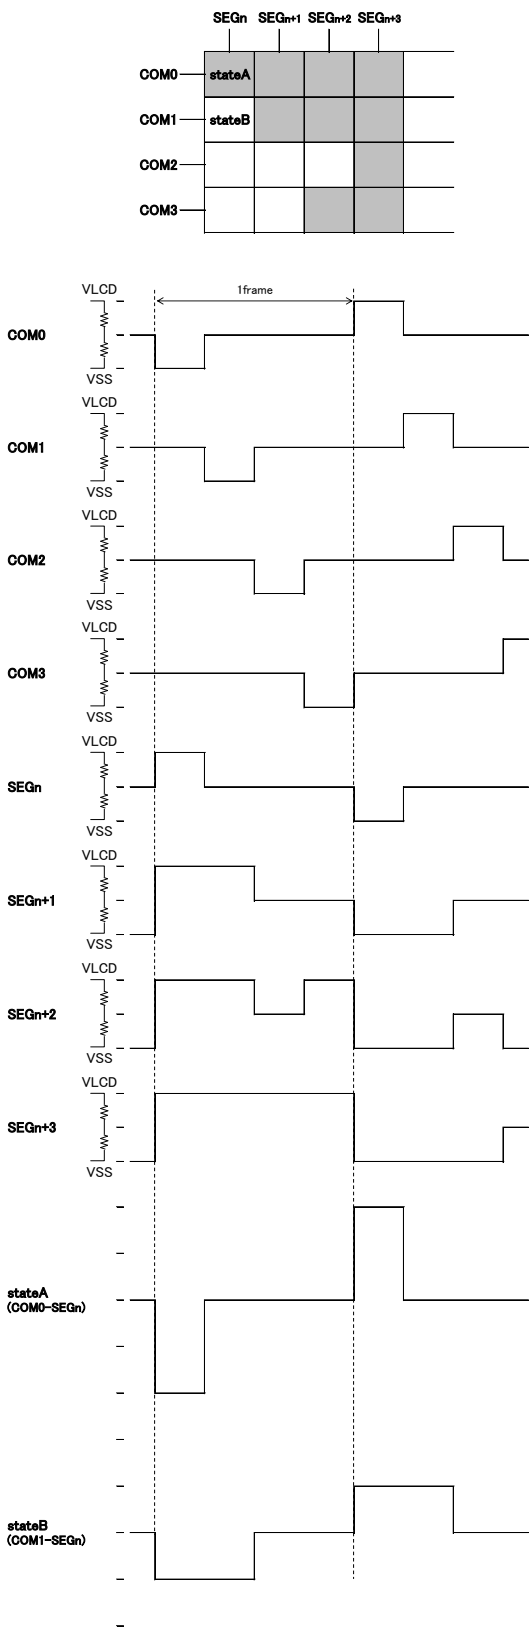 SEGn SEGn+1 SEGn+2 SEGn+3
COM0 stateA
COM1 stateB
COM2
COM3
VLCD
1frame
COM0
VSS
VLCD
COM1
VSS
VLCD
COM2
VSS
VLCD
COM3
VSS
VLCD
SEGn
VSS
VLCD
SEGn+1
VSS
VLCD
SEGn+2
VSS
VLCD
SEGn+3
VSS
stateA
(COM0-SEGn)
stateB
(COM1-SEGn)